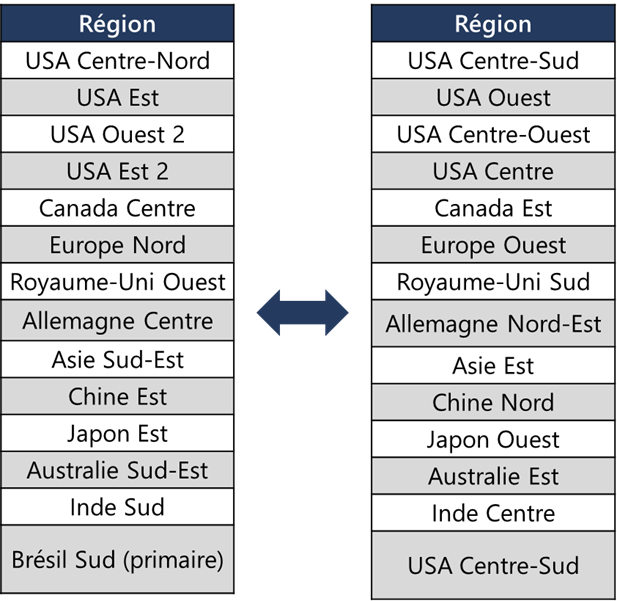 Région
USA Centre-Nord
USA Est
USA Ouest 2
USA Est 2
Canada Centre
Europe Nord
Royaume-Uni Ouest
Allemagne Centre
Asie Sud-Est
Chine Est
Japon Est
Australie Sud-Est
Inde Sud
Brésil Sud (primaire)
Région
USA Centre-Sud
USA Ouest
USA Centre-Ouest
USA Centre
Canada Est
Europe Ouest
Royaume-Uni Sud
Allemagne Nord-Est
Asie Est
Chine Nord
Japon Ouest
Australie Est
Inde Centre
USA Centre-Sud